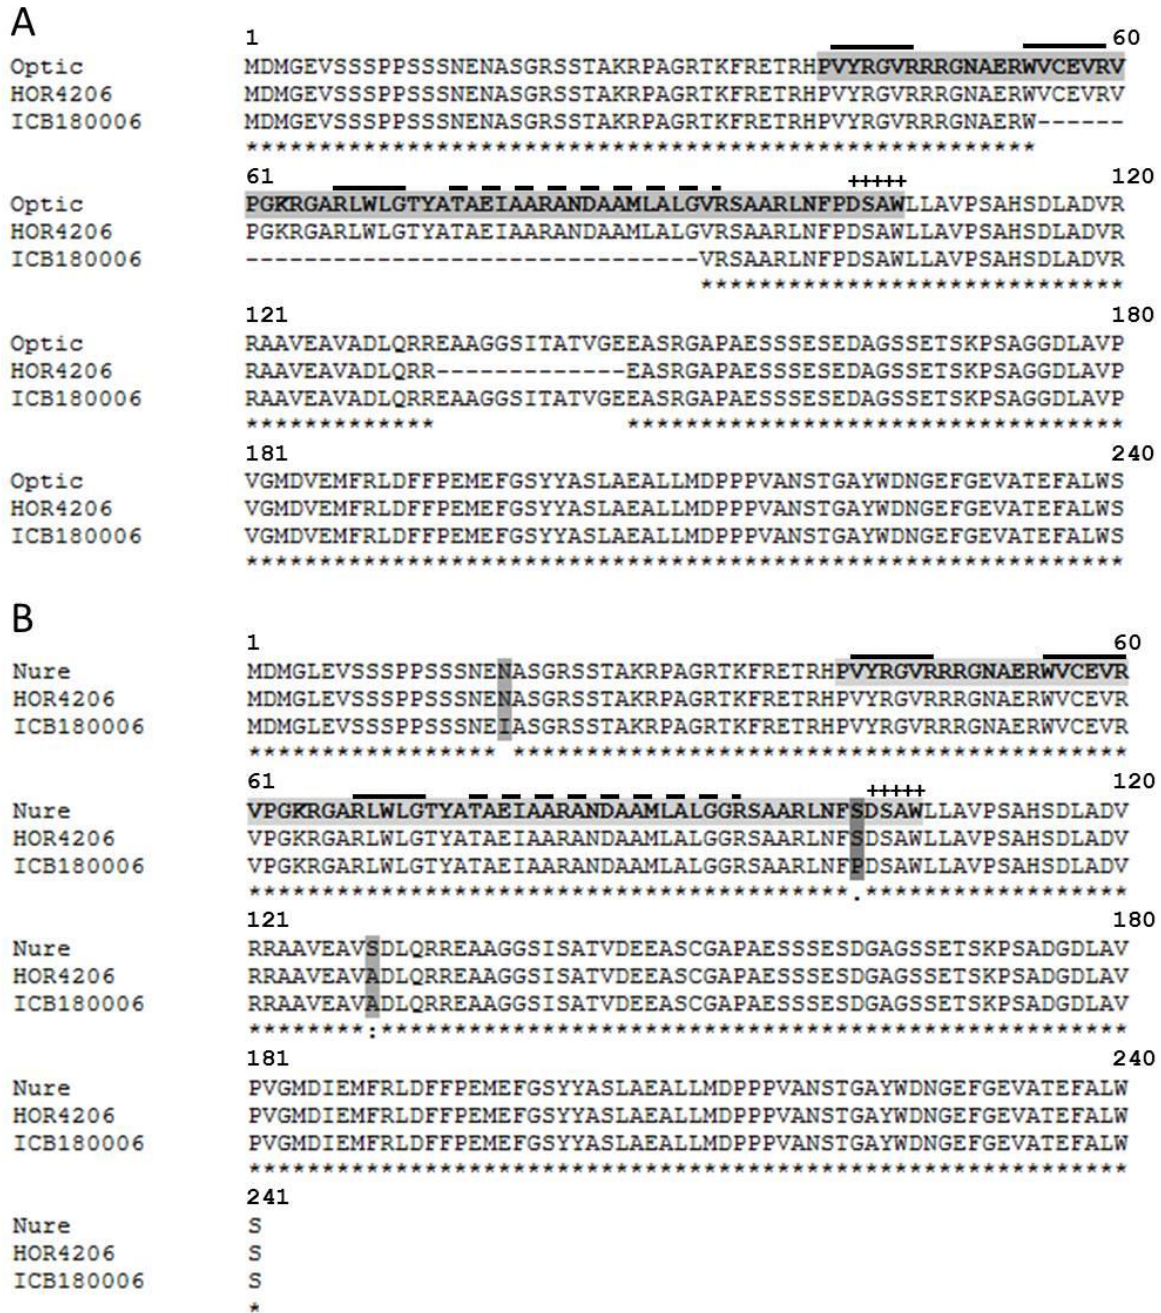 A
1 60
Optic MDMGEVSSSPPSSSNENASGRSSTAKRPAGRTKFRETRHPVYRGVRRRGNAERWVCEVRV
HOR4206 MDMGEVSSSPPSSSNENASGRSSTAKRPAGRTKFRETRHPVYRGVRRRGNAERWVCEVRV
ICB180006 MDMGEVSSSPPSSSNENASGRSSTAKRPAGRTKFRETRHPVYRGVRRRGNAERW------
******************************************************
61 +++++ 120
Optic PGKRGARLWLGTYATAEIAARANDAAMLALGVRSAARLNFPDSAWLLAVPSAHSDLADVR
HOR4206 PGKRGARLWLGTYATAEIAARANDAAMLALGVRSAARLNFPDSAWLLAVPSAHSDLADVR
ICB180006 -------------------------------VRSAARLNFPDSAWLLAVPSAHSDLADVR
*****************************
121 180
Optic RAAVEAVADLQRREAAGGSITATVGEEASRGAPAESSSESEDAGSSETSKPSAGGDLAVP
HOR4206 RAAVEAVADLQRR-------------EASRGAPAESSSESEDAGSSETSKPSAGGDLAVP
ICB180006 RAAVEAVADLQRREAAGGSITATVGEEASRGAPAESSSESEDAGSSETSKPSAGGDLAVP
*************             **********************************
181 240
Optic VGMDVEMFRLDFFPEMEFGSYYASLAEALLMDPPPVANSTGAYWDNGEFGEVATEFALWS
HOR4206 VGMDVEMFRLDFFPEMEFGSYYASLAEALLMDPPPVANSTGAYWDNGEFGEVATEFALWS
ICB180006 VGMDVEMFRLDFFPEMEFGSYYASLAEALLMDPPPVANSTGAYWDNGEFGEVATEFALWS
************************************************************
B
1 60
Nure MDMGLEVSSSPPSSSNENASGRSSTAKRPAGRTKFRETRHPVYRGVRRRGNAERWVCEVR
HOR4206 MDMGLEVSSSPPSSSNENASGRSSTAKRPAGRTKFRETRHPVYRGVRRRGNAERWVCEVR
ICB180006 MDMGLEVSSSPPSSSNEIASGRSSTAKRPAGRTKFRETRHPVYRGVRRRGNAERWVCEVR
***************** ******************************************
61 +++++ 120
Nure VPGKRGARLWLGTYATAEIAARANDAAMLALGGRSAARLNFSDSAWLLAVPSAHSDLADV
HOR4206 VPGKRGARLWLGTYATAEIAARANDAAMLALGGRSAARLNFSDSAWLLAVPSAHSDLADV
ICB180006 VPGKRGARLWLGTYATAEIAARANDAAMLALGGRSAARLNFPDSAWLLAVPSAHSDLADV
*****************************************.******************
121 180
Nure RRAAVEAVSDLQRREAAGGSISATVDEEASCGAPAESSSESDGAGSSETSKPSADGDLAV
HOR4206 RRAAVEAVADLQRREAAGGSISATVDEEASCGAPAESSSESDGAGSSETSKPSADGDLAV
ICB180006 RRAAVEAVADLQRREAAGGSISATVDEEASCGAPAESSSESDGAGSSETSKPSADGDLAV
********:***************************************************
181 240
Nure PVGMDIEMFRLDFFPEMEFGSYYASLAEALLMDPPPVANSTGAYWDNGEFGEVATEFALW
HOR4206 PVGMDIEMFRLDFFPEMEFGSYYASLAEALLMDPPPVANSTGAYWDNGEFGEVATEFALW
ICB180006 PVGMDIEMFRLDFFPEMEFGSYYASLAEALLMDPPPVANSTGAYWDNGEFGEVATEFALW
************************************************************
241
Nure S
HOR4206 S
ICB180006 S
*